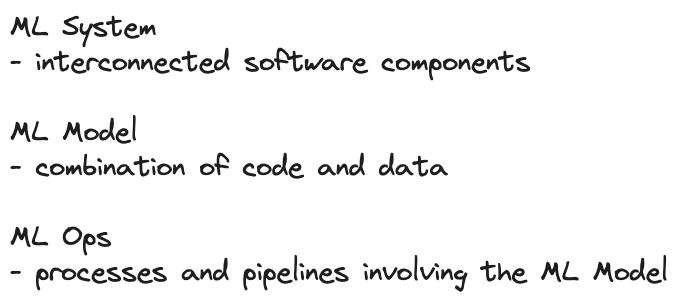 ML System
- interconnected software components
ML Model
- combination of code and data
ML Ops
- processes and pipelines involving the ML Model